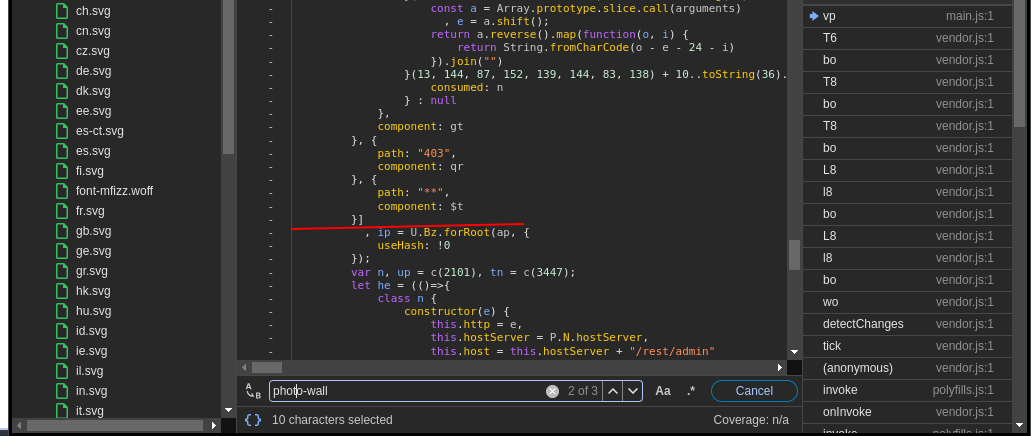 ch.svg
cn.svg
cz.svg
de.svg
dk.svg
ee.svg
es-ct.svg
es.svg
fi.svg
font-mfizz.woff
fr.svg
gb.svg
ge.svg
gr.svg
hk.svg
hu.svg
id.svg
ie.svg
il.svg
in.svg
it.svg
const a = Array.prototype.slice.call(arguments)
, e = a.shift();
return a.reverse().map(function(o, i) {
return String.fromCharCode(o - e - 24 - i)
}).join("")
}(13, 144, 87, 152, 139, 144, 83, 138) + 10..toString(36).
consumed: n
} : null
},
component: gt
}, {
path: "403",
component: qr
}, {
path: "**",
component: $t
}]
, ip = U.Bz.forRoot(ap, {
useHash: !0
});
var n, up = c(2101), tn = c(3447);
let he = (()=>{
class n {
constructor(e) {
this.http = e,
this.hostServer = P.N.hostServer,
this.host = this.hostServer + "/rest/admin"
A
B
photo-wall
2 of 3
Aa
.*
Cancel
{} 10 characters selected
Coverage: n/a
vp main.js:1
T6 vendor.js:1
bo vendor.js:1
T8 vendor.js:1
bo vendor.js:1
T8 vendor.js:1
bo vendor.js:1
L8 vendor.js:1
l8 vendor.js:1
bo vendor.js:1
L8 vendor.js:1
l8 vendor.js:1
bo vendor.js:1
wo vendor.js:1
detectChanges vendor.js:1
tick vendor.js:1
(anonymous) vendor.js:1
invoke polyfills.js:1
onInvoke vendor.js:1
invoke polyfills.js:1